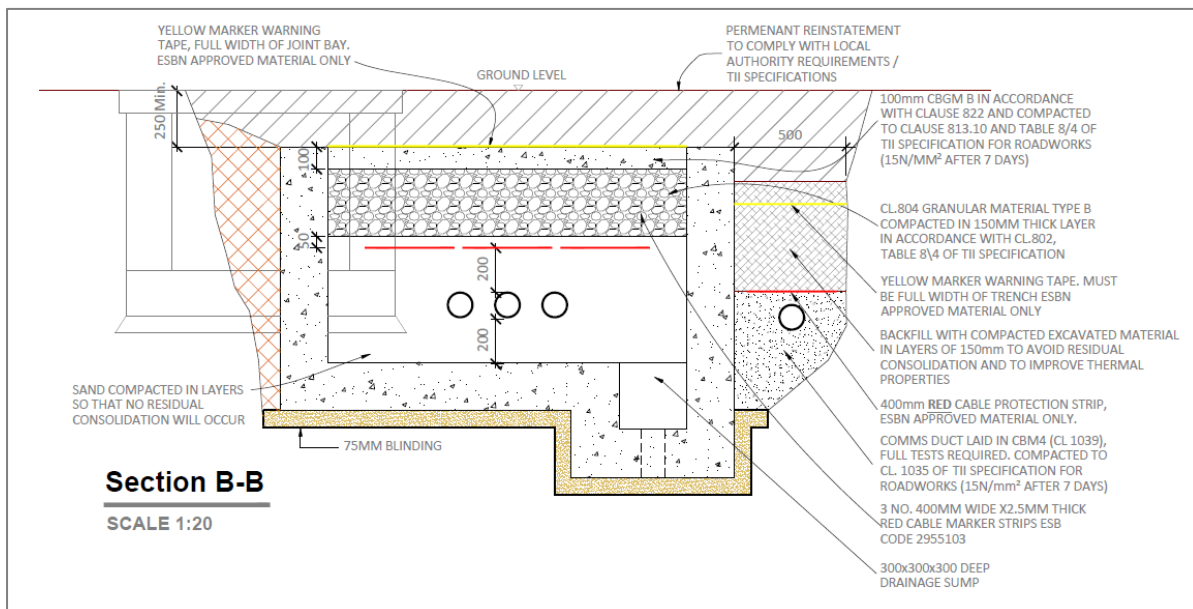 YELLOW MARKER WARNING
TAPE, FULL WIDTH OF JOINT BAY.
ESBN APPROVED MATERIAL ONLY
GROUND LEVEL
PERMENANT REINSTATEMENT
TO COMPLY WITH LOCAL
AUTHORITY REQUIREMENTS /
TII SPECIFICATIONS
250 Min.
100
50
200
200
500
100mm CBGM B IN ACCORDANCE
WITH CLAUSE 822 AND COMPACTED
TO CLAUSE 813.10 AND TABLE 8/4 OF
TII SPECIFICATION FOR ROADWORKS
(15N/MM² AFTER 7 DAYS)
CL.804 GRANULAR MATERIAL TYPE B
COMPACTED IN 150MM THICK LAYER
IN ACCORDANCE WITH CL.802,
TABLE 8\4 OF TII SPECIFICATION
YELLOW MARKER WARNING TAPE. MUST
BE FULL WIDTH OF TRENCH ESBN
APPROVED MATERIAL ONLY
BACKFILL WITH COMPACTED EXCAVATED MATERIAL
IN LAYERS OF 150mm TO AVOID RESIDUAL
CONSOLIDATION AND TO IMPROVE THERMAL
PROPERTIES
400mm RED CABLE PROTECTION STRIP,
ESBN APPROVED MATERIAL ONLY.
COMMS DUCT LAID IN CBM4 (CL 1039),
FULL TESTS REQUIRED. COMPACTED TO
CL. 1035 OF TII SPECIFICATION FOR
ROADWORKS (15N/mm² AFTER 7 DAYS)
3 NO. 400MM WIDE X2.5MM THICK
RED CABLE MARKER STRIPS ESB
CODE 2955103
300x300x300 DEEP
DRAINAGE SUMP
SAND COMPACTED IN LAYERS
SO THAT NO RESIDUAL
CONSOLIDATION WILL OCCUR
75MM BLINDING
Section B-B
SCALE 1:20